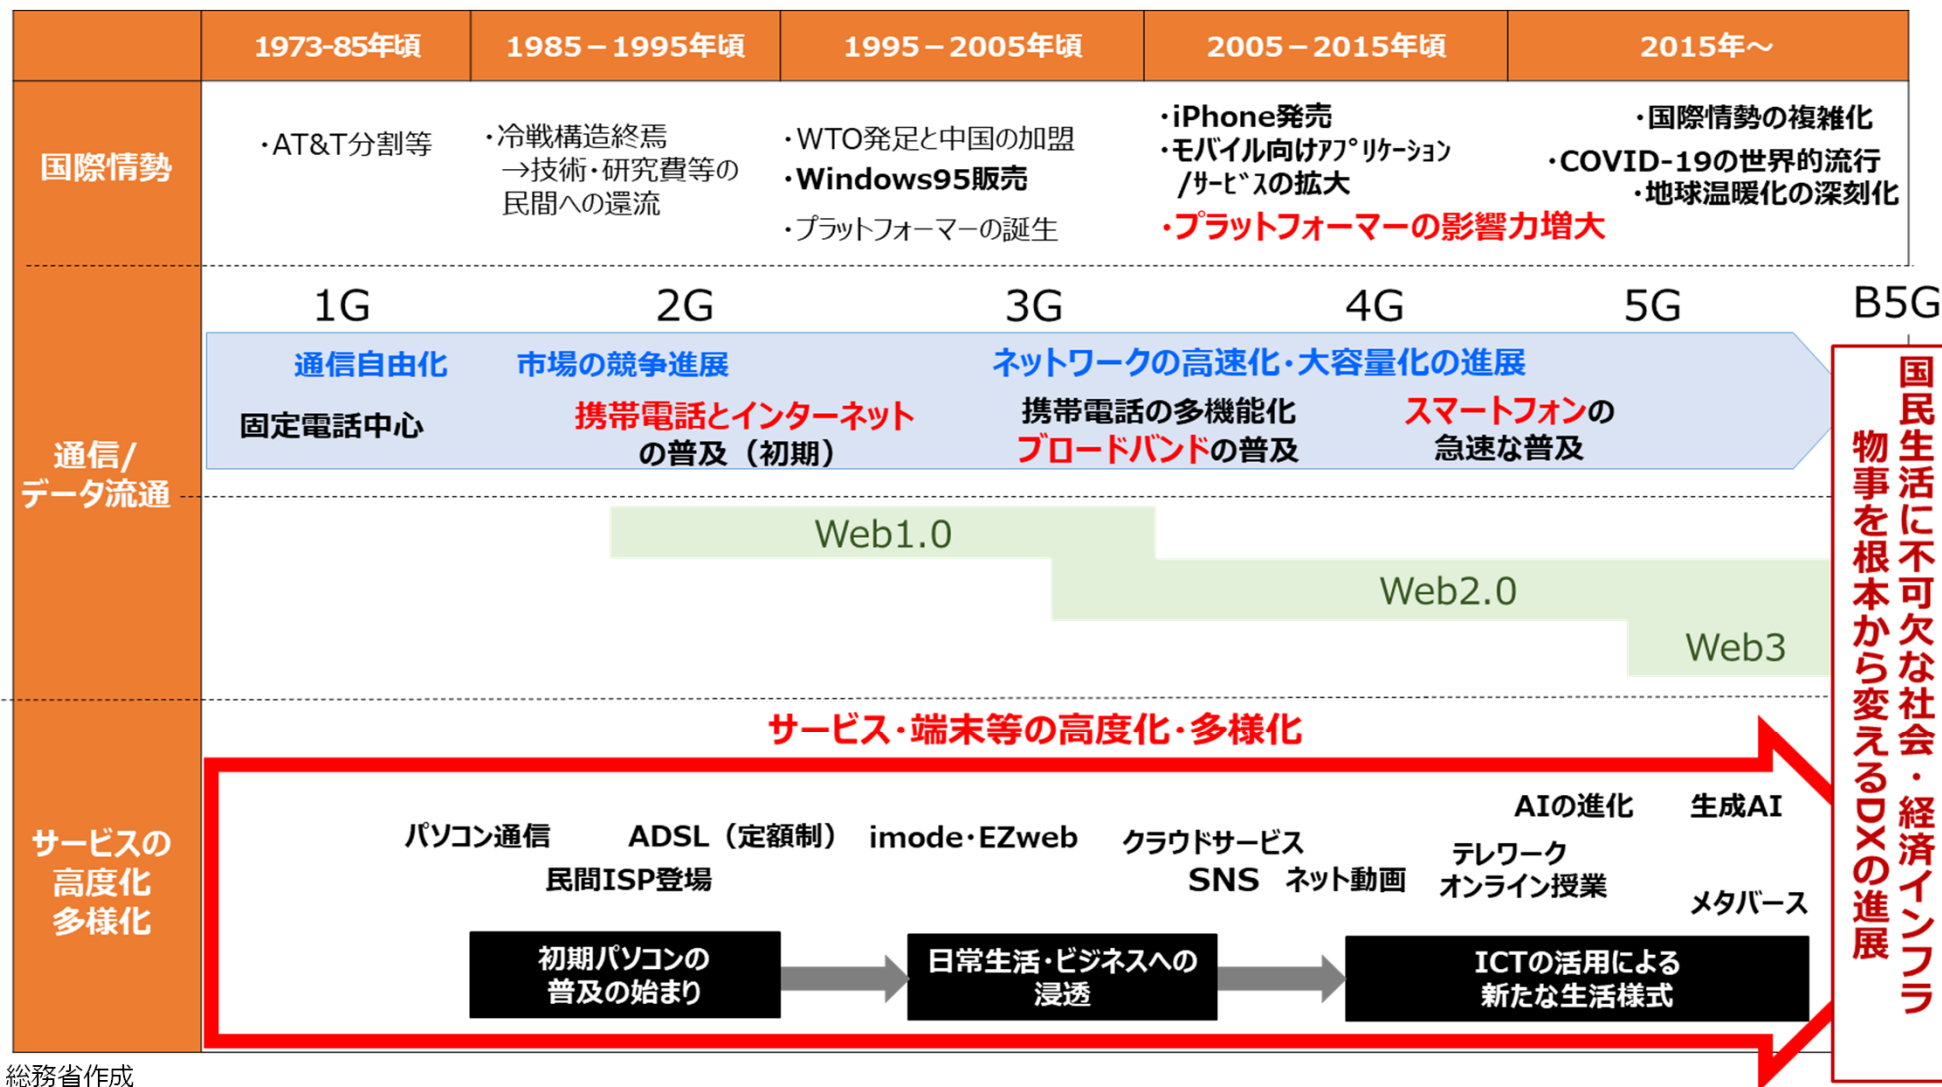 1973-85年頃
1985－1995年頃
1995－2005年頃
2005－2015年頃
2015年～
国際情勢
・AT&T分割等
・冷戦構造終焉
→技術・研究費等の
民間への還流
・WTO発足と中国の加盟
・Windows95販売
・プラットフォーマーの誕生
・iPhone発売
・モバイル向けｱﾌﾟﾘｹｰｼｮﾝ
/ｻｰﾋﾞｽの拡大
・プラットフォーマーの影響力増大
・国際情勢の複雑化
・COVID-19の世界的流行
・地球温暖化の深刻化
通信/
データ流通
1G
2G
3G
4G
5G
B5G
通信自由化
市場の競争進展
ネットワークの高速化・大容量化の進展
固定電話中心
携帯電話とインターネット
の普及（初期）
携帯電話の多機能化
ブロードバンドの普及
スマートフォンの
急速な普及
Web1.0
Web2.0
Web3
サービスの
高度化
多様化
サービス・端末等の高度化・多様化
パソコン通信
ADSL（定額制）
民間ISP登場
imode・EZweb
クラウドサービス
SNS
ネット動画
AIの進化
生成AI
テレワーク
オンライン授業
メタバース
初期パソコンの
普及の始まり
日常生活・ビジネスへの
浸透
ICTの活用による
新たな生活様式
国民生活に不可欠な社会・経済インフラ
物事を根本から変えるDXの進展
総務省作成